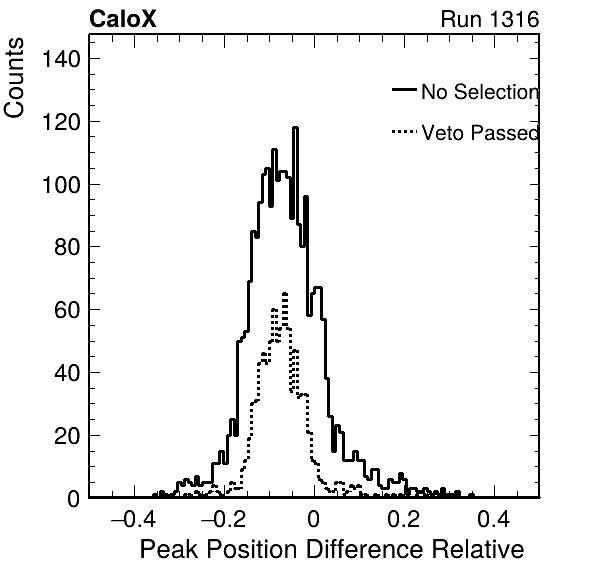 CaloX Run 1316
Counts
140
120
100
80
60
40
20
0
No Selection
Veto Passed
−0.4 −0.2 0 0.2 0.4
Peak Position Difference Relative